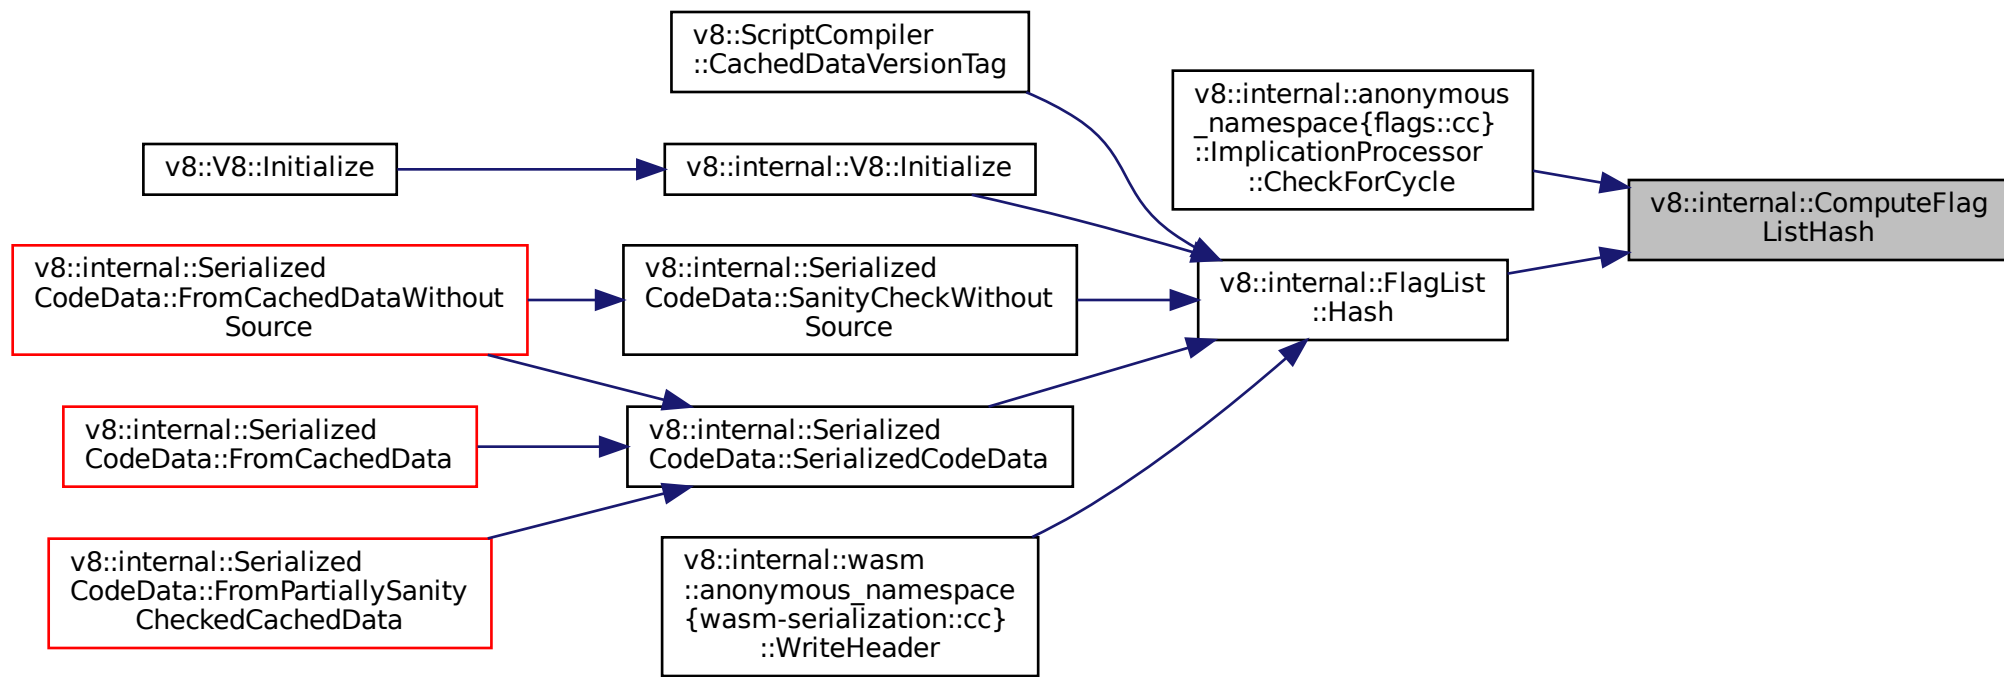 v8::ScriptCompiler
::CachedDataVersionTag
v8::internal::anonymous
_namespace{flags::cc}
::ImplicationProcessor
::CheckForCycle
v8::V8::Initialize
v8::internal::V8::Initialize
v8::internal::ComputeFlag
ListHash
v8::internal::Serialized
CodeData::FromCachedDataWithout
Source
v8::internal::Serialized
CodeData::SanityCheckWithout
Source
v8::internal::FlagList
::Hash
v8::internal::Serialized
CodeData::FromCachedData
v8::internal::Serialized
CodeData::SerializedCodeData
v8::internal::Serialized
CodeData::FromPartiallySanity
CheckedCachedData
v8::internal::wasm
::anonymous_namespace
{wasm-serialization::cc}
::WriteHeader